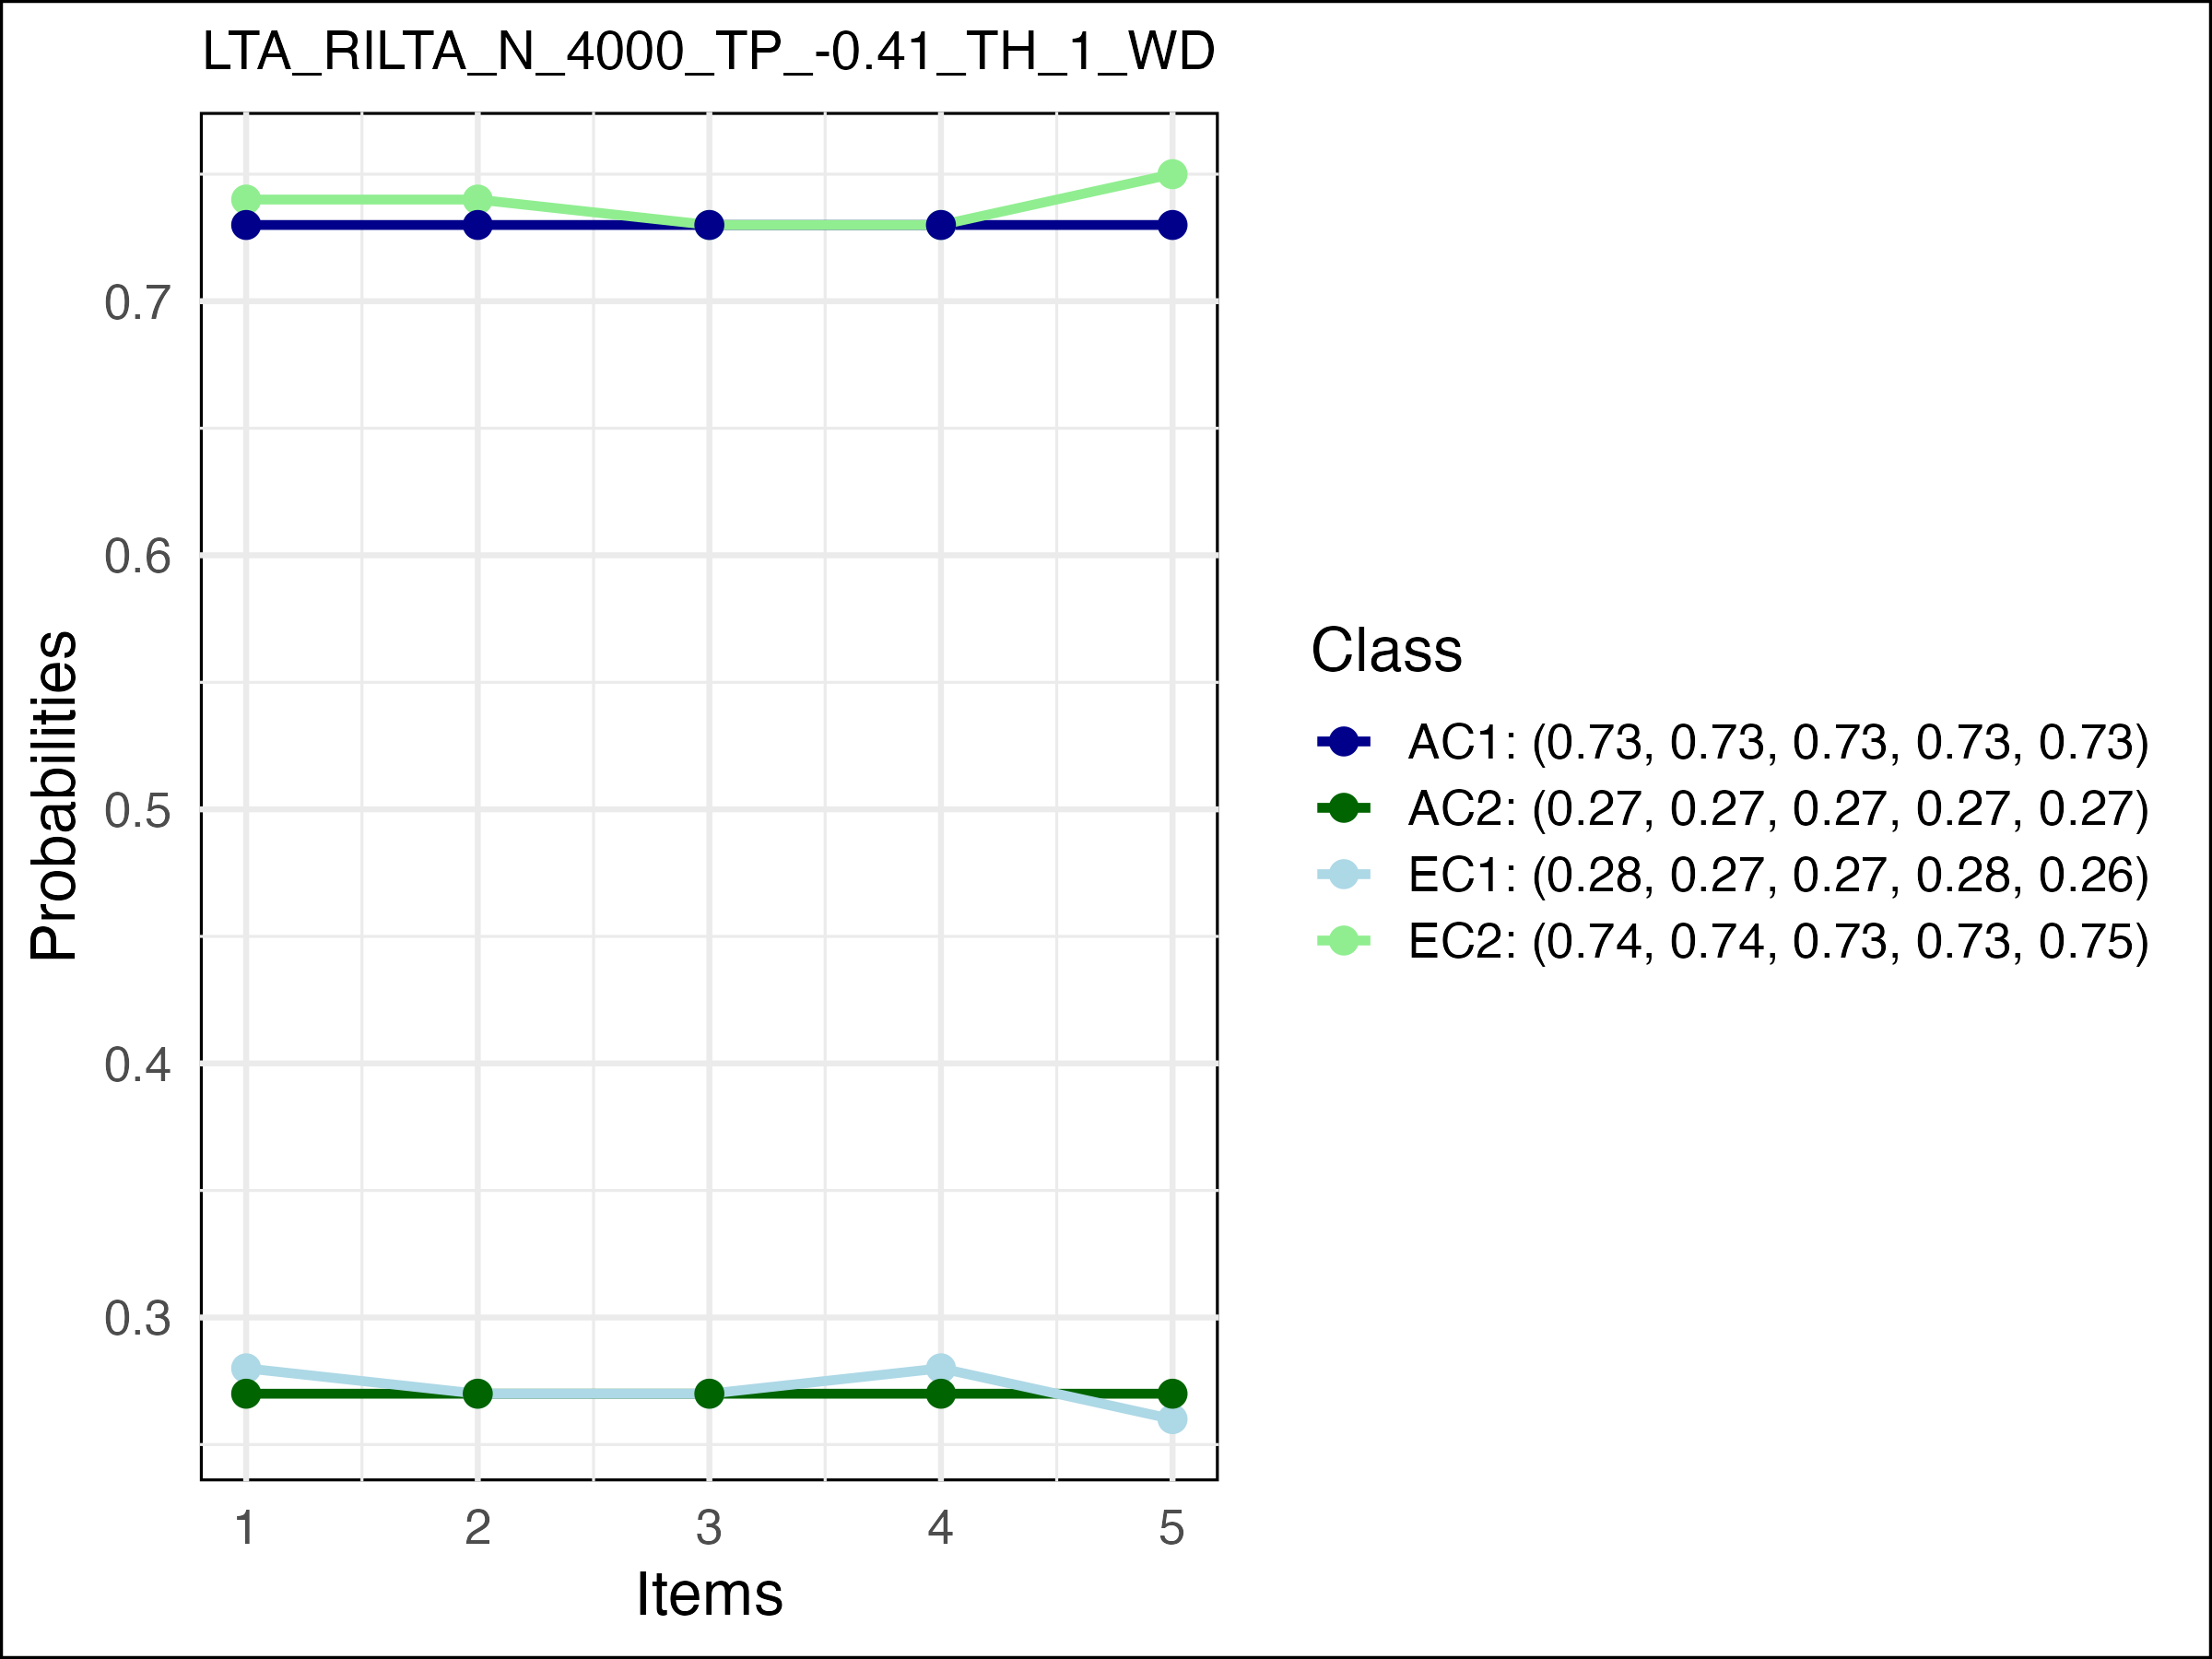 LTA_RILTA_N_4000_TP_-0.41_TH_1_WD
Probabilities
0.7
0.6
0.5
0.4
0.3
1 2 3 4 5
Items
Class
AC1: (0.73, 0.73, 0.73, 0.73, 0.73)
AC2: (0.27, 0.27, 0.27, 0.27, 0.27)
EC1: (0.28, 0.27, 0.27, 0.28, 0.26)
EC2: (0.74, 0.74, 0.73, 0.73, 0.75)